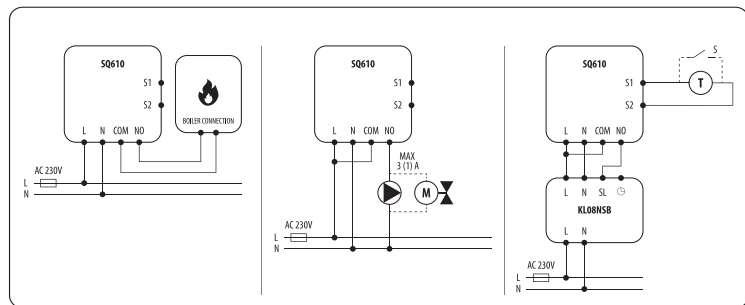 SQ610
S1
S2
BOILER CONNECTION
L N COM NO
AC 230V
L
N
SQ610
S1
S2
L N COM NO
MAX
3 (1) A
M
AC 230V
L
N
SQ610
S
S1
T
S2
L N COM NO
L N SL
KL08NSB
L N
AC 230V
L
N